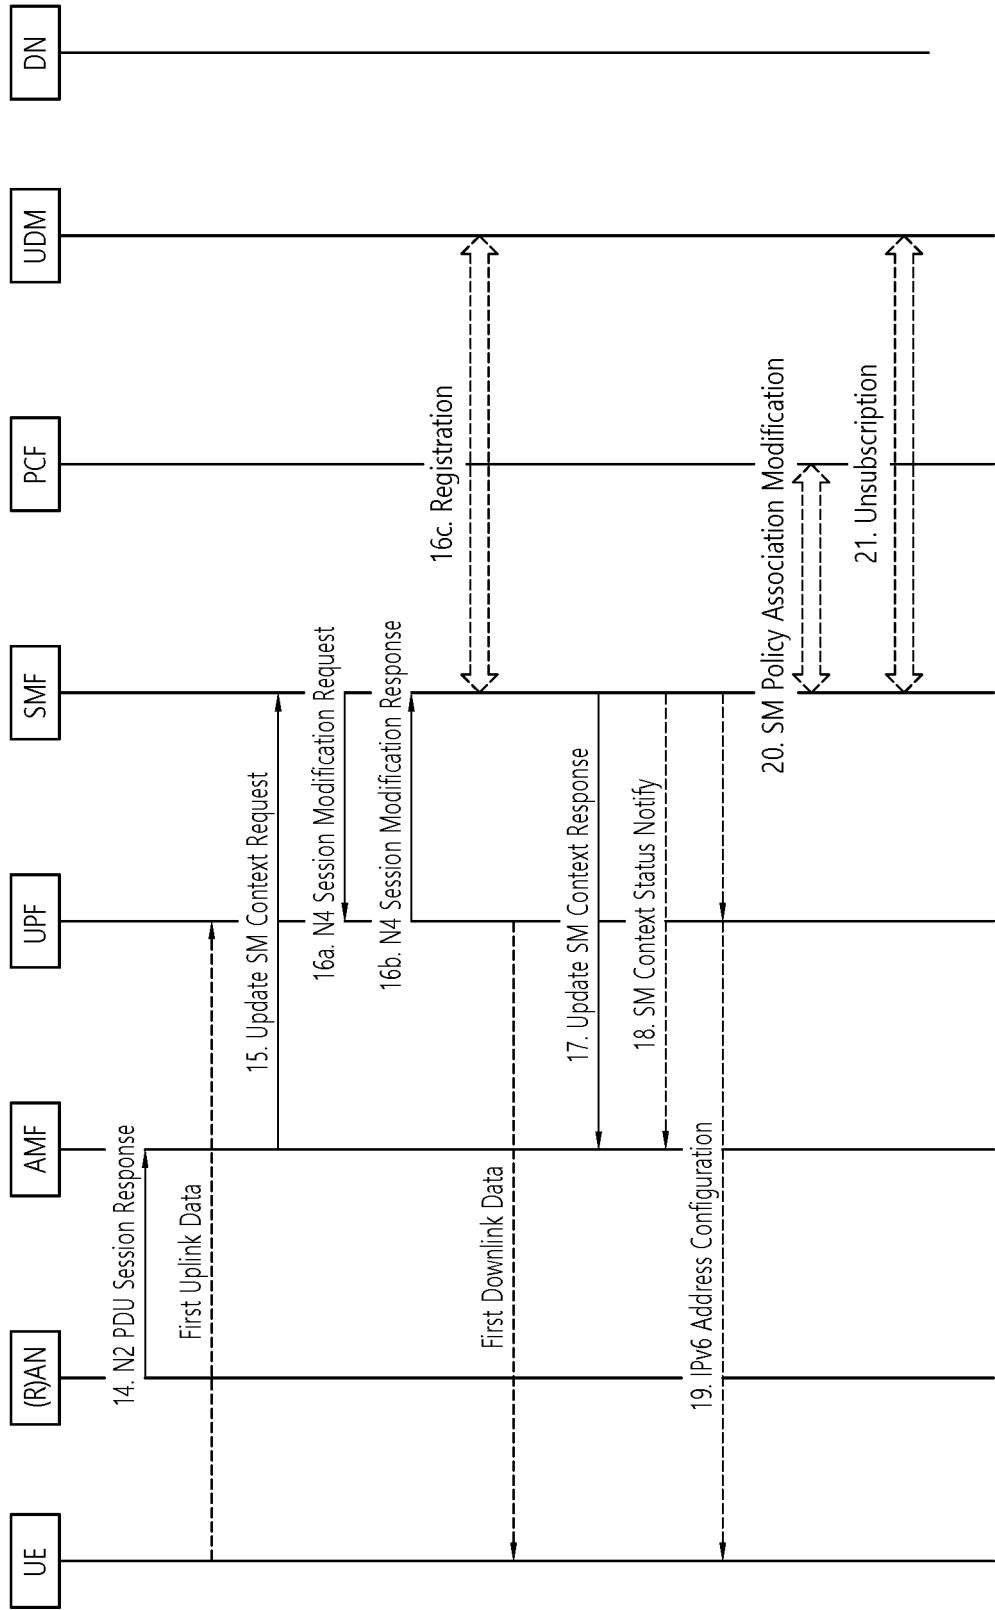 UE
(R)AN
AMF
UPF
SMF
PCF
UDM
DN
14. N2 PDU Session Response
First Uplink Data
15. Update SM Context Request
16a. N4 Session Modification Request
16b. N4 Session Modification Response
16c. Registration
First Downlink Data
17. Update SM Context Response
18. SM Context Status Notify
19. IPv6 Address Configuration
20. SM Policy Association Modification
21. Unsubscription